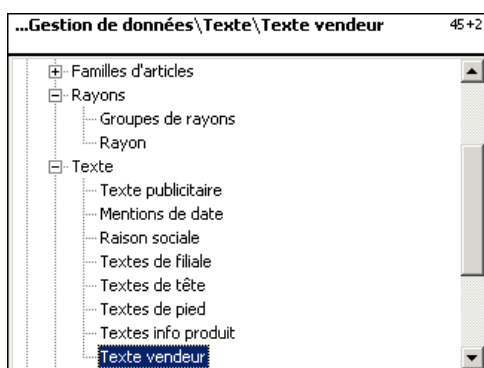 ...Gestion de données\Texte\Texte vendeur 45+2
Familles d'articles
Rayons
Groupes de rayons
Rayon
Texte
Texte publicitaire
Mentions de date
Raison sociale
Textes de filiale
Textes de tête
Textes de pied
Textes info produit
Texte vendeur